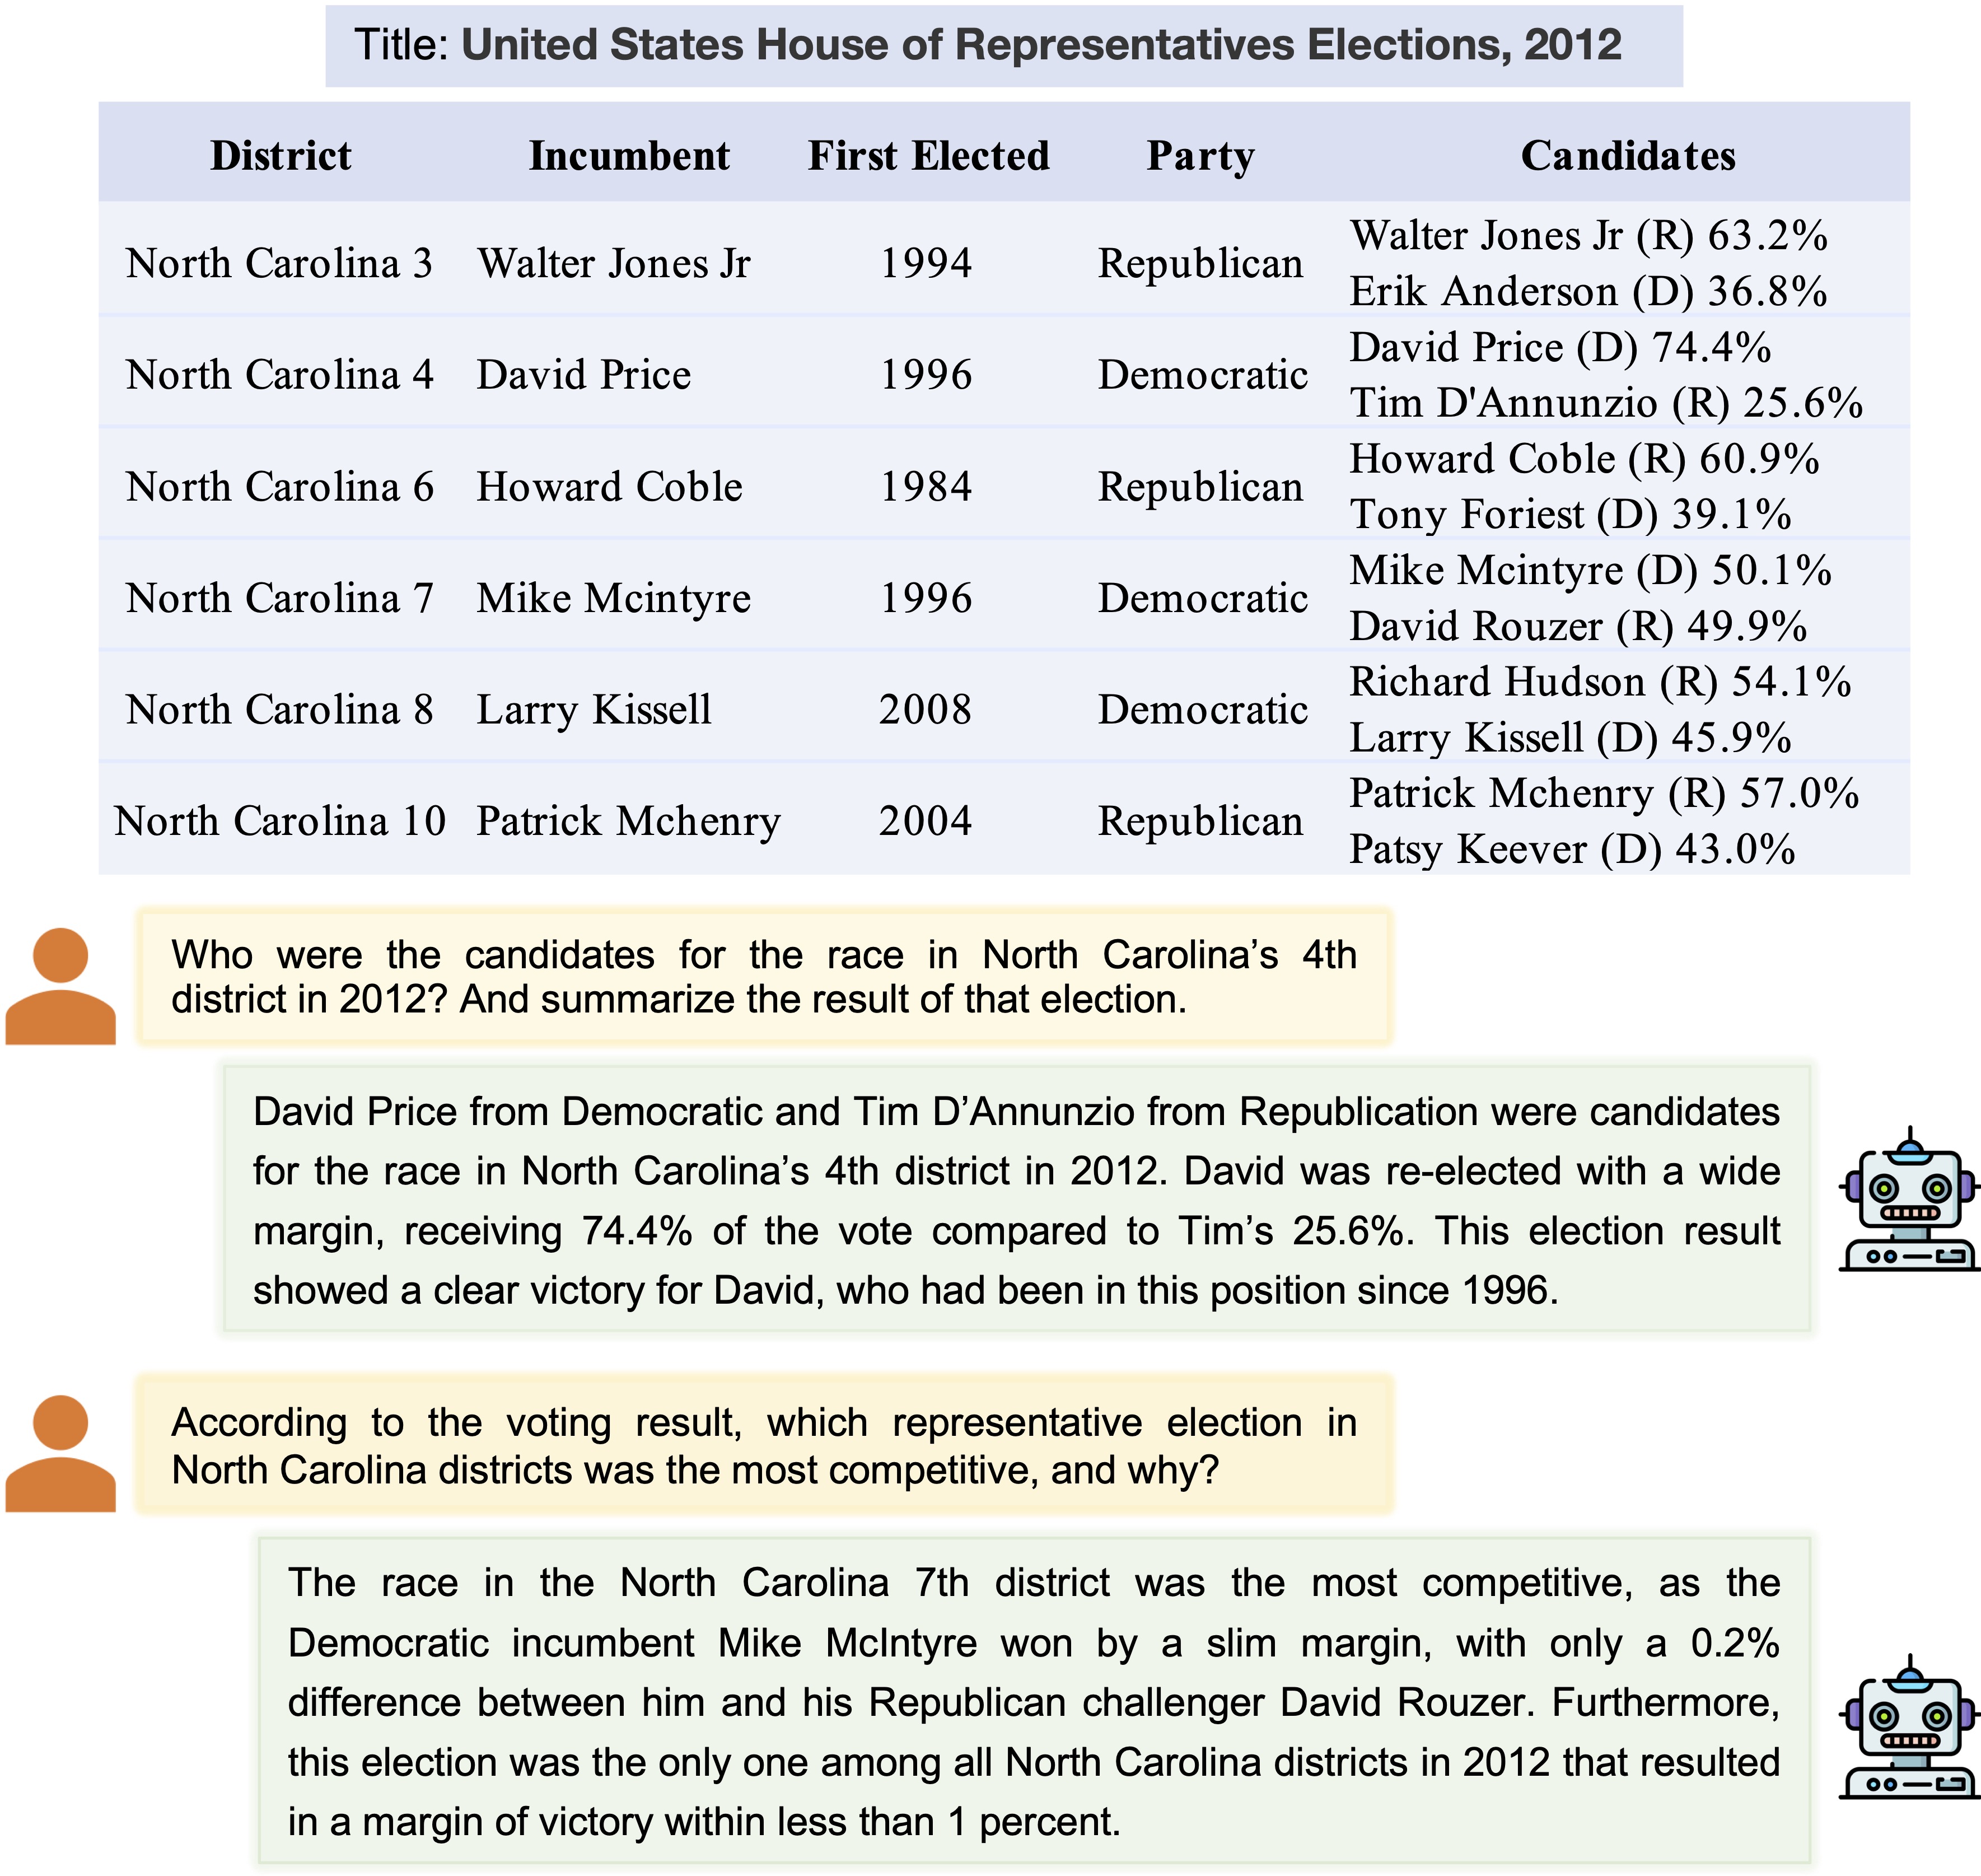 Title: United States House of Representatives Elections, 2012
District Incumbent First Elected Party Candidates
North Carolina 3 Walter Jones Jr 1994 Republican Walter Jones Jr (R) 63.2%
Erik Anderson (D) 36.8%
North Carolina 4 David Price 1996 Democratic David Price (D) 74.4%
Tim D'Annunzio (R) 25.6%
North Carolina 6 Howard Coble 1984 Republican Howard Coble (R) 60.9%
Tony Foriest (D) 39.1%
North Carolina 7 Mike Mcintyre 1996 Democratic Mike Mcintyre (D) 50.1%
David Rouzer (R) 49.9%
North Carolina 8 Larry Kissell 2008 Democratic Richard Hudson (R) 54.1%
Larry Kissell (D) 45.9%
North Carolina 10 Patrick Mchenry 2004 Republican Patrick Mchenry (R) 57.0%
Patsy Keever (D) 43.0%
Who were the candidates for the race in North Carolina’s 4th
district in 2012? And summarize the result of that election.
David Price from Democratic and Tim D’Annunzio from Republication were candidates
for the race in North Carolina’s 4th district in 2012. David was re-elected with a wide
margin, receiving 74.4% of the vote compared to Tim’s 25.6%. This election result
showed a clear victory for David, who had been in this position since 1996.
According to the voting result, which representative election in
North Carolina districts was the most competitive, and why?
The race in the North Carolina 7th district was the most competitive, as the
Democratic incumbent Mike McIntyre won by a slim margin, with only a 0.2%
difference between him and his Republican challenger David Rouzer. Furthermore,
this election was the only one among all North Carolina districts in 2012 that resulted
in a margin of victory within less than 1 percent.